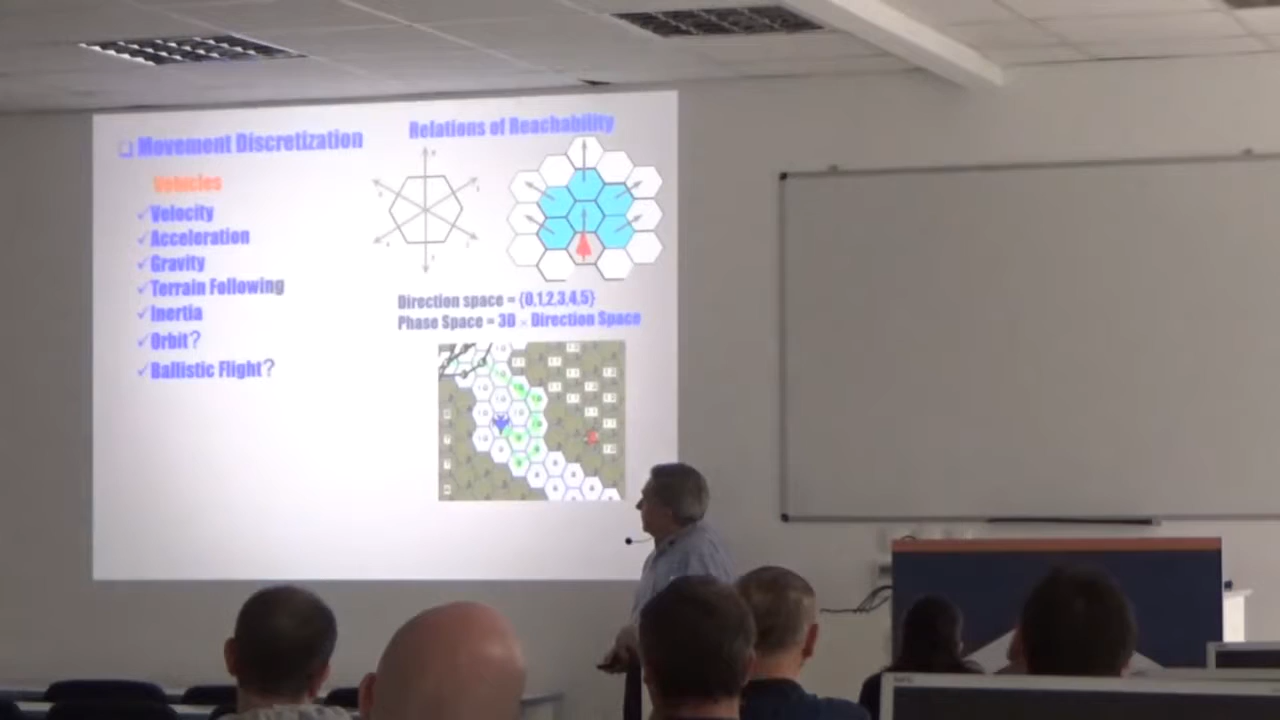 Movement Discretization
Vehicles
Velocity
Acceleration
Gravity
Terrain Following
Inertia
Orbit?
Ballistic Flight?
Relations of Reachability
Direction space = {0,1,2,3,4,5}
Phase Space = 3D × Direction Space